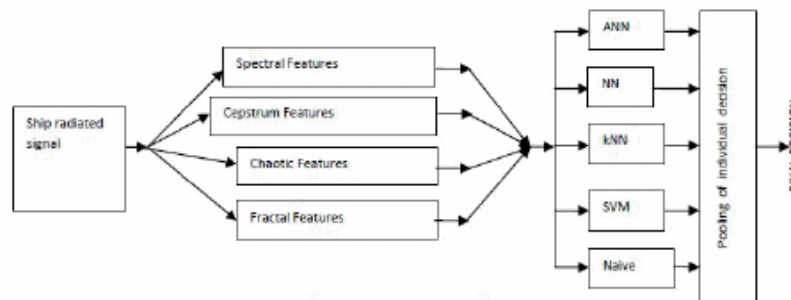 Ship radiated
signal
Spectral Features
Cepstrum Features
Chaotic Features
Fractal Features
ANN
NN
kNN
SVM
Naive
Pooling of individual decision